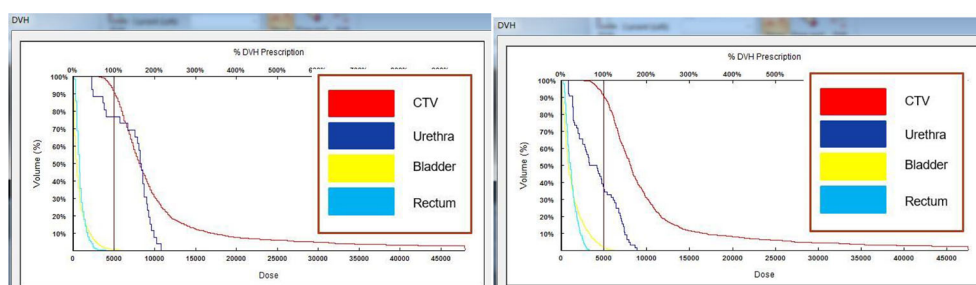 DVH
% DVH Prescription
0% 100% 200% 300% 400% 500%
100%
90%
80%
70%
60%
50%
40%
30%
20%
10%
Volume (%)
0 5000 10000 15000 20000 25000 30000 35000 40000 45000
Dose
CTV
Urethra
Bladder
Rectum
DVH
% DVH Prescription
0% 100% 200% 300% 400% 500%
100%
90%
80%
70%
60%
50%
40%
30%
20%
10%
Volume (%)
0 5000 10000 15000 20000 25000 30000 35000 40000 45000
Dose
CTV
Urethra
Bladder
Rectum